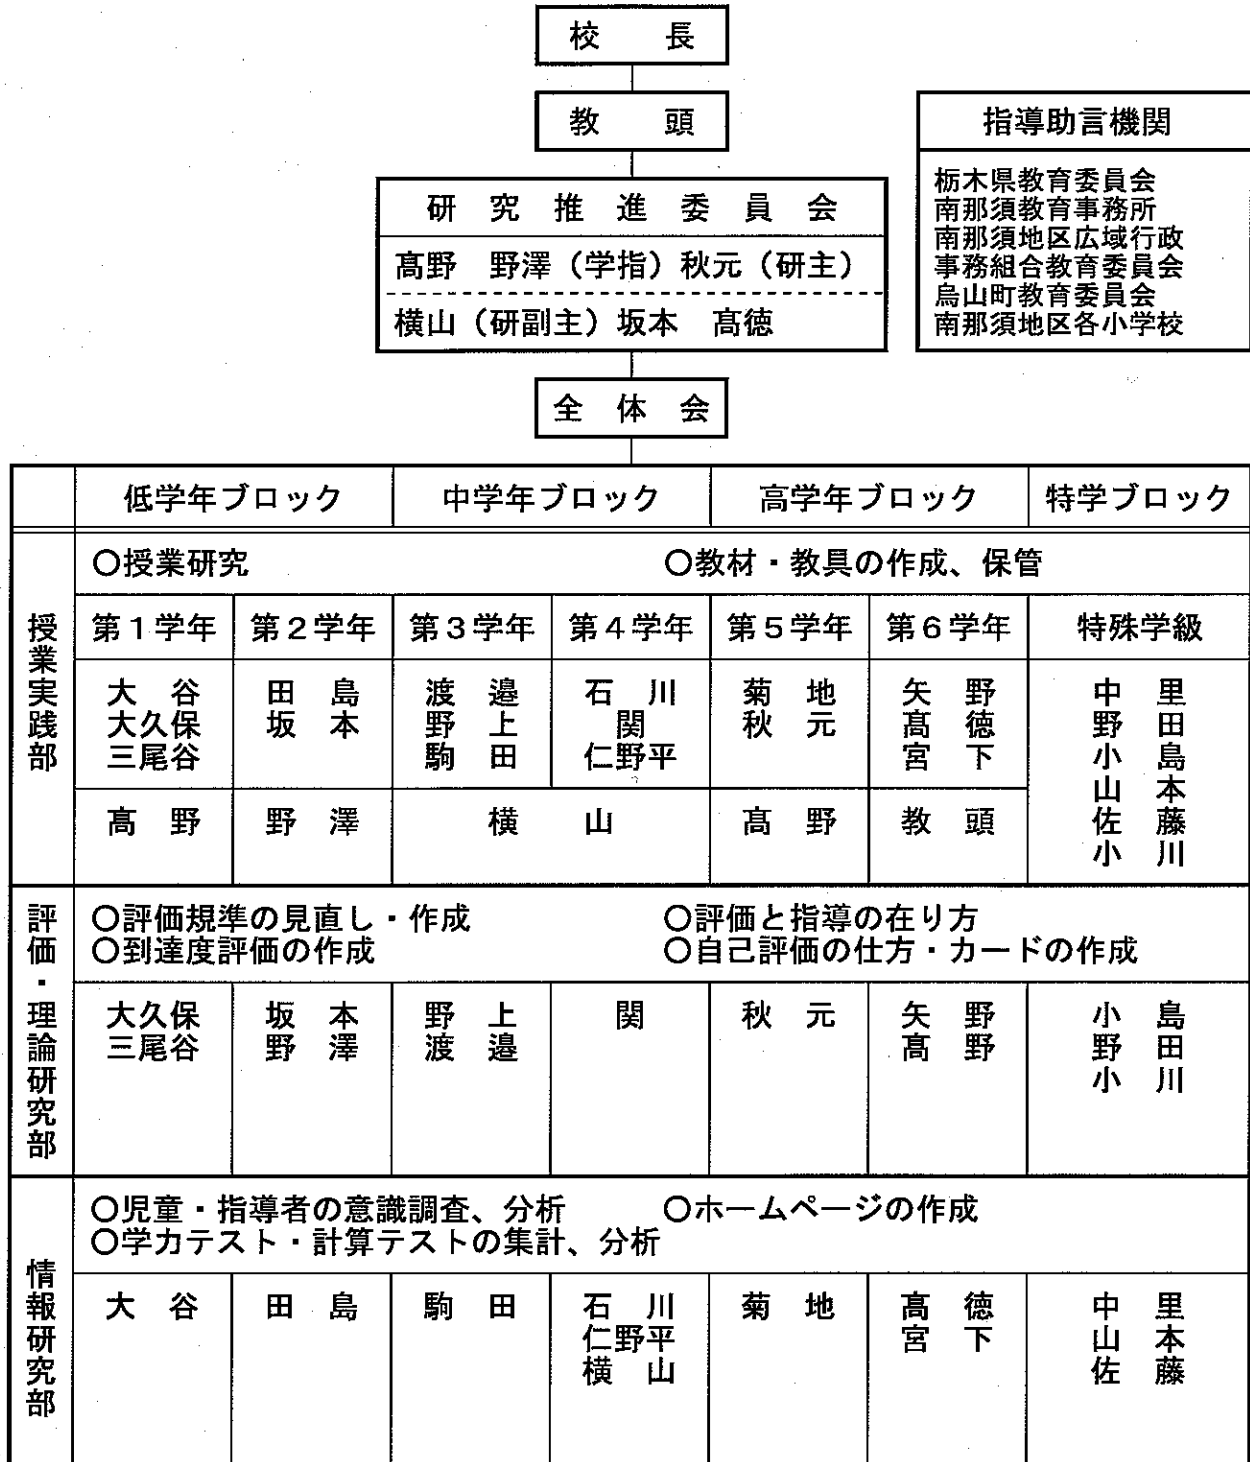 校　長
教　頭
研究推進委員会
髙野　野澤（学指）秋元（研主）
横山（研副主）坂本　髙徳
全体会
指導助言機関
栃木県教育委員会
南那須教育事務所
南那須地区広域行政
事務組合教育委員会
烏山町教育委員会
南那須地区各小学校
低学年ブロック　中学年ブロック　高学年ブロック　特学ブロック
授業実践部
○授業研究　○教材・教具の作成、保管
第１学年　第２学年　第３学年　第４学年　第５学年　第６学年　特殊学級
大谷　田島　渡邉　石川　菊地　矢野　中里
大久保　坂本　野上　関　秋元　髙徳　野田
三尾谷　駒田　仁野平　宮下　小島
山本
髙野　野澤　横山　髙野　教頭　佐藤
小川
評価・理論研究部
○評価規準の見直し・作成　○評価と指導の在り方
○到達度評価の作成　○自己評価の仕方・カードの作成
大久保　坂本　野上　関　秋元　矢野　小島
三尾谷　野澤　渡邉　髙野　野田
小川
情報研究部
○児童・指導者の意識調査、分析　○ホームページの作成
○学力テスト・計算テストの集計、分析
大谷　田島　駒田　石川　菊地　髙徳　中里
仁野平　宮下　山本
横山　佐藤